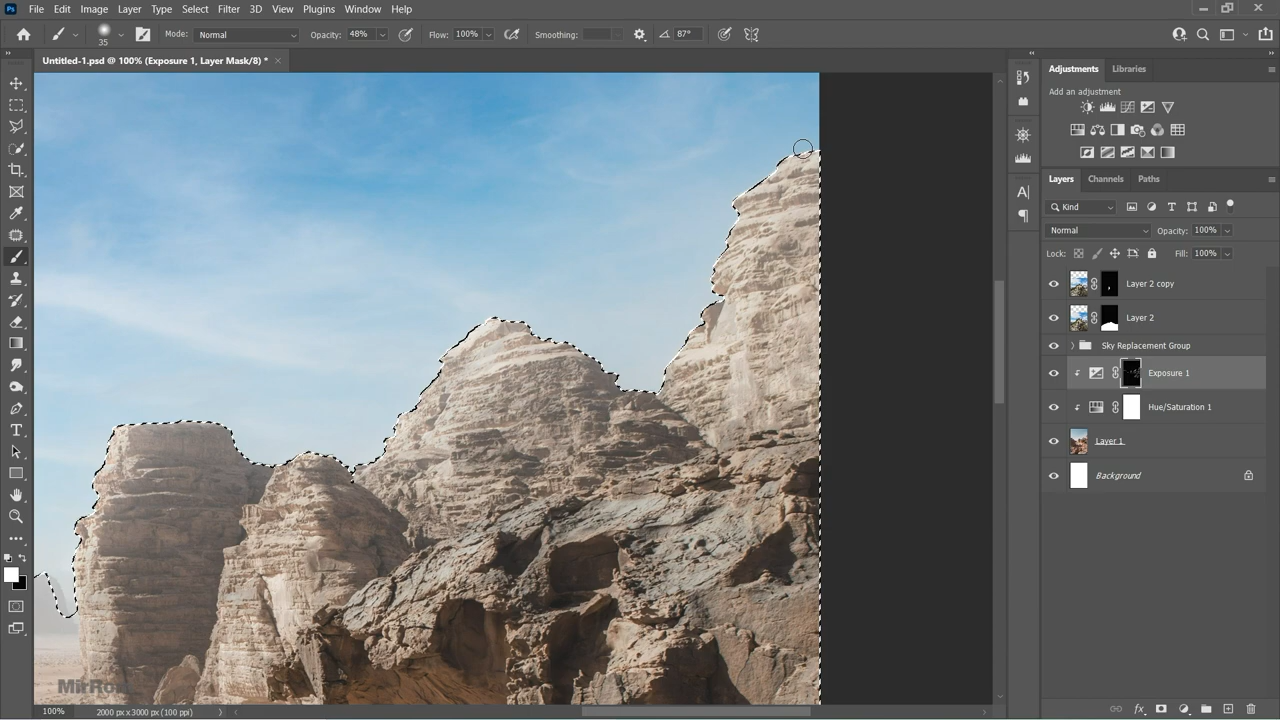 Ps File Edit Image Layer Type Select Filter 3D View Plugins Window Help
35 Mode: Normal Opacity: 48% Flow: 100% Smoothing: 87°
Untitled-1.psd @ 100% (Exposure 1, Layer Mask/8) *
Adjustments Libraries
Add an adjustment
Layers Channels Paths
Kind
Normal Opacity: 100%
Lock: Fill: 100%
Layer 2 copy
Layer 2
Sky Replacement Group
Exposure 1
Hue/Saturation 1
Layer 1
Background
100% 2000 px x 3000 px (100 ppi)